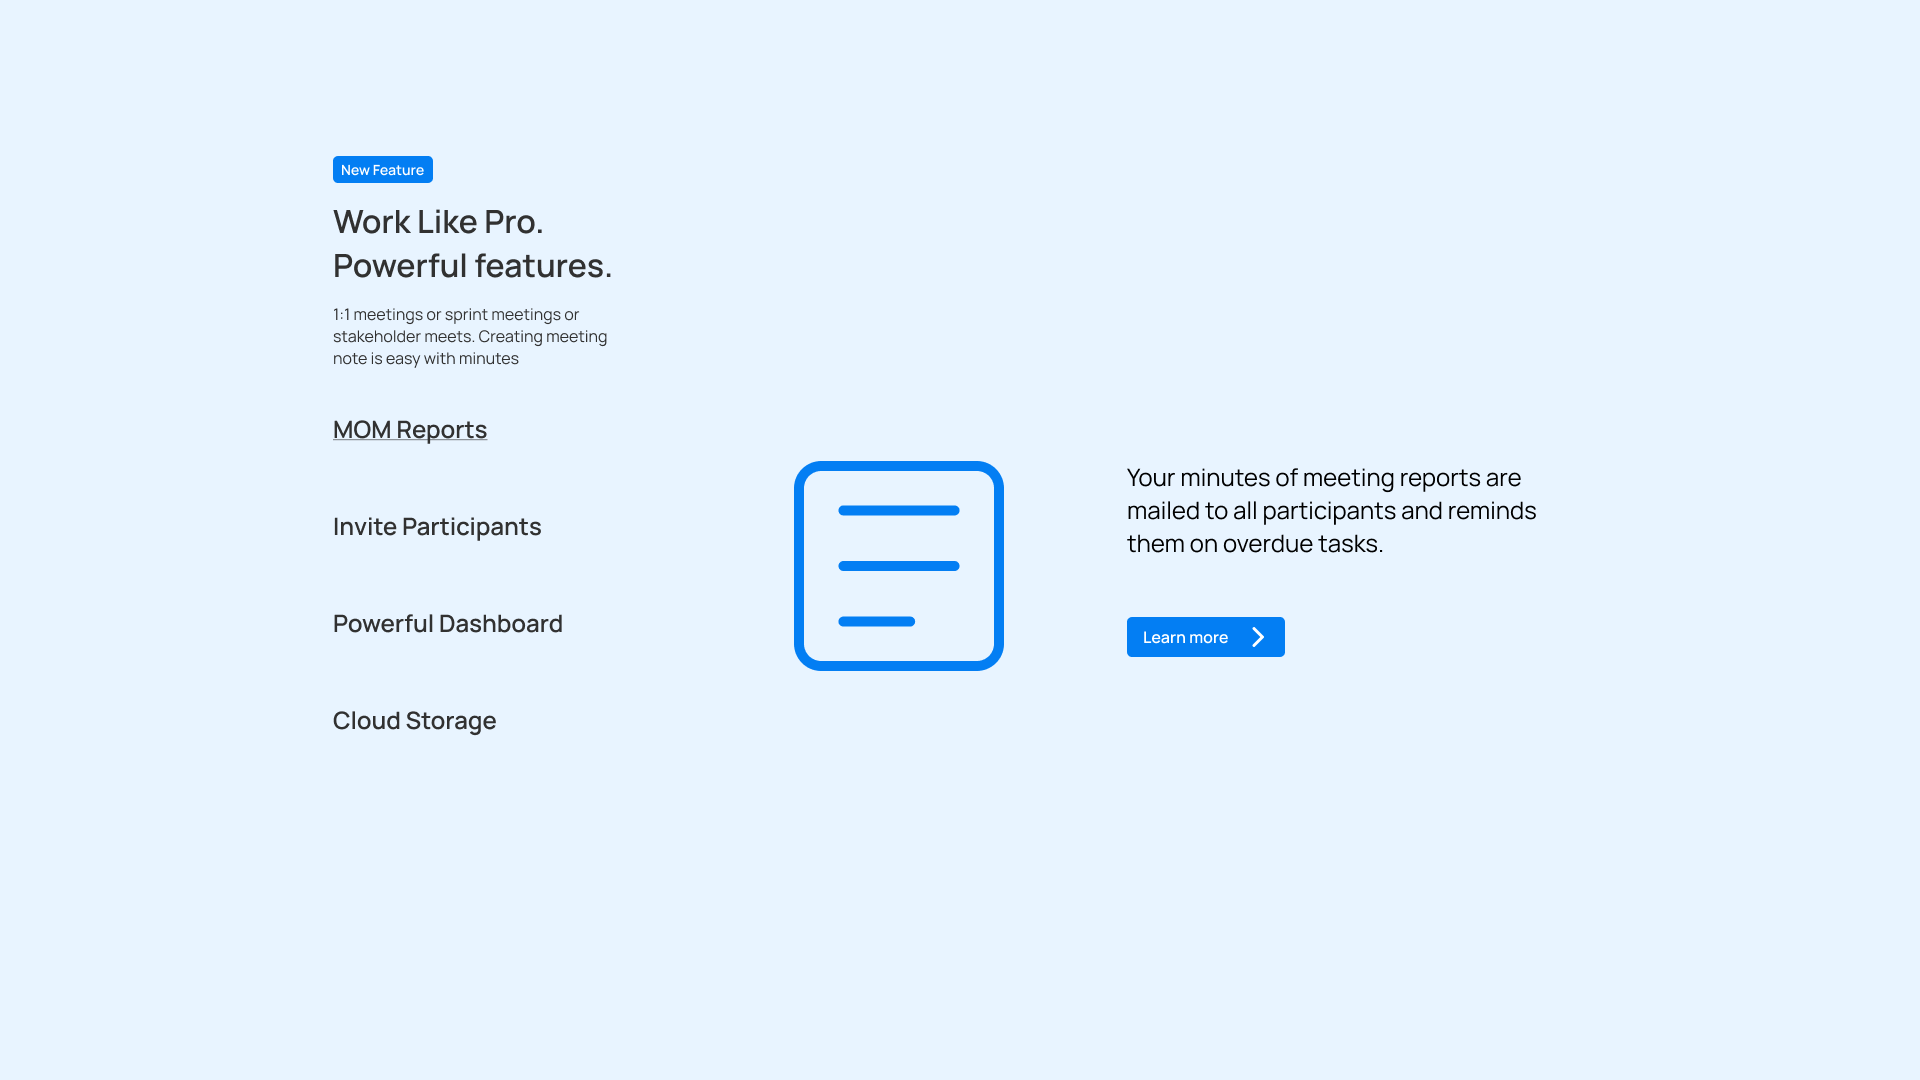 New Feature
Work Like Pro.
Powerful features.
1:1 meetings or sprint meetings or
stakeholder meets. Creating meeting
note is easy with minutes
MOM Reports
Invite Participants
Powerful Dashboard
Cloud Storage
Your minutes of meeting reports are
mailed to all participants and reminds
them on overdue tasks.
Learn more